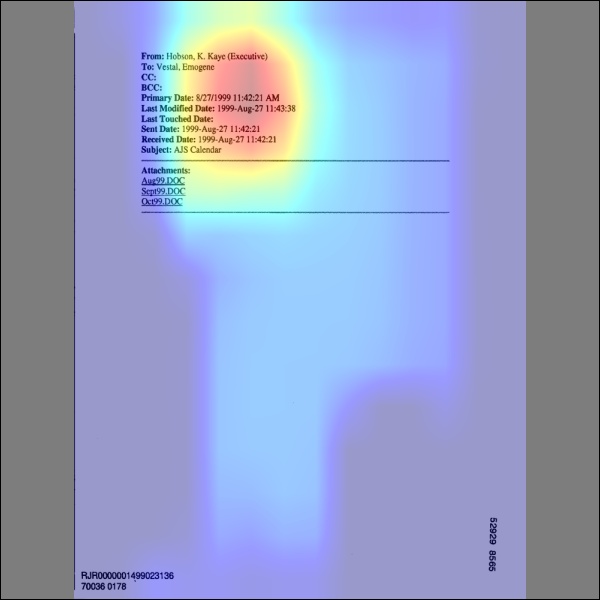 From: Hobson, K. Kaye (Executive)
To: Vestal, Emogene
CC:
BCC:
Primary Date: 8/27/1999 11:42:21 AM
Last Modified Date: 1999-Aug-27 11:43:38
Last Touched Date:
Sent Date: 1999-Aug-27 11:42:21
Received Date: 1999-Aug-27 11:42:21
Subject: AJS Calendar
Attachments:
Aug99.DOC
Sept99.DOC
Oct99.DOC
52929 8565
RJR0000001499023136
70036 0178